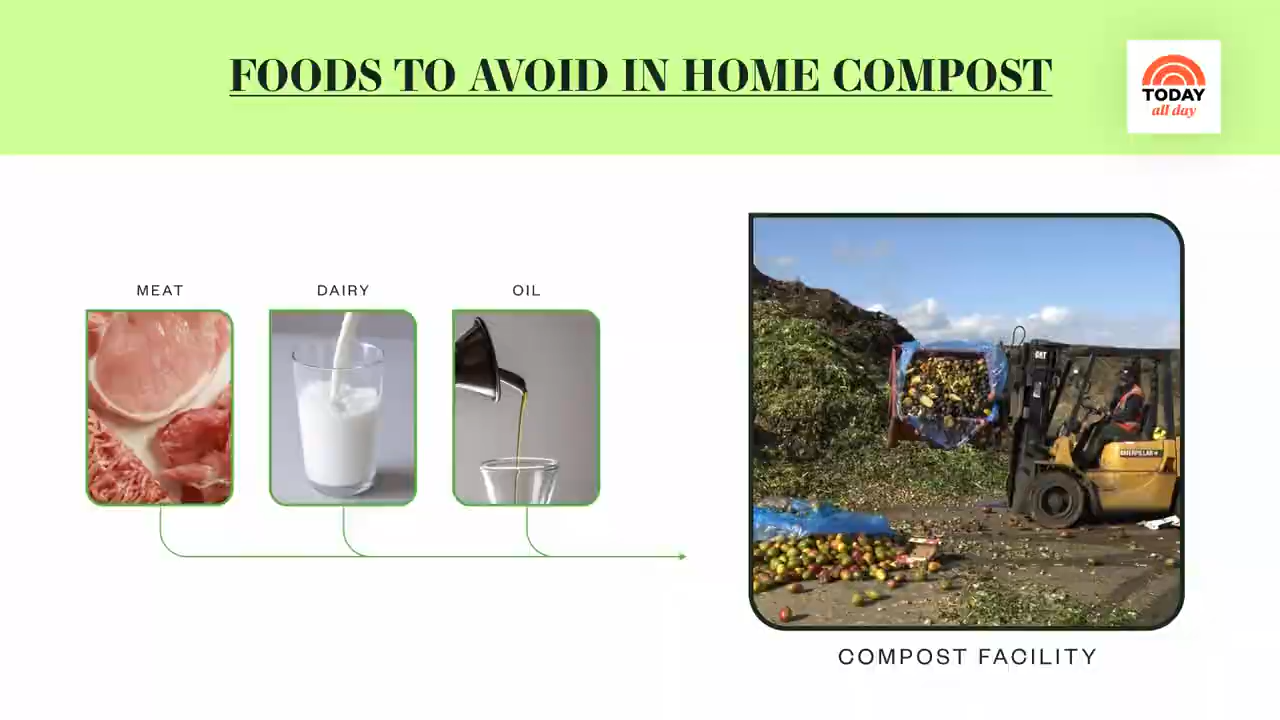 FOODS TO AVOID IN HOME COMPOST
TODAY
all day
MEAT
DAIRY
OIL
CAT
CATERPILLAR
COMPOST FACILITY